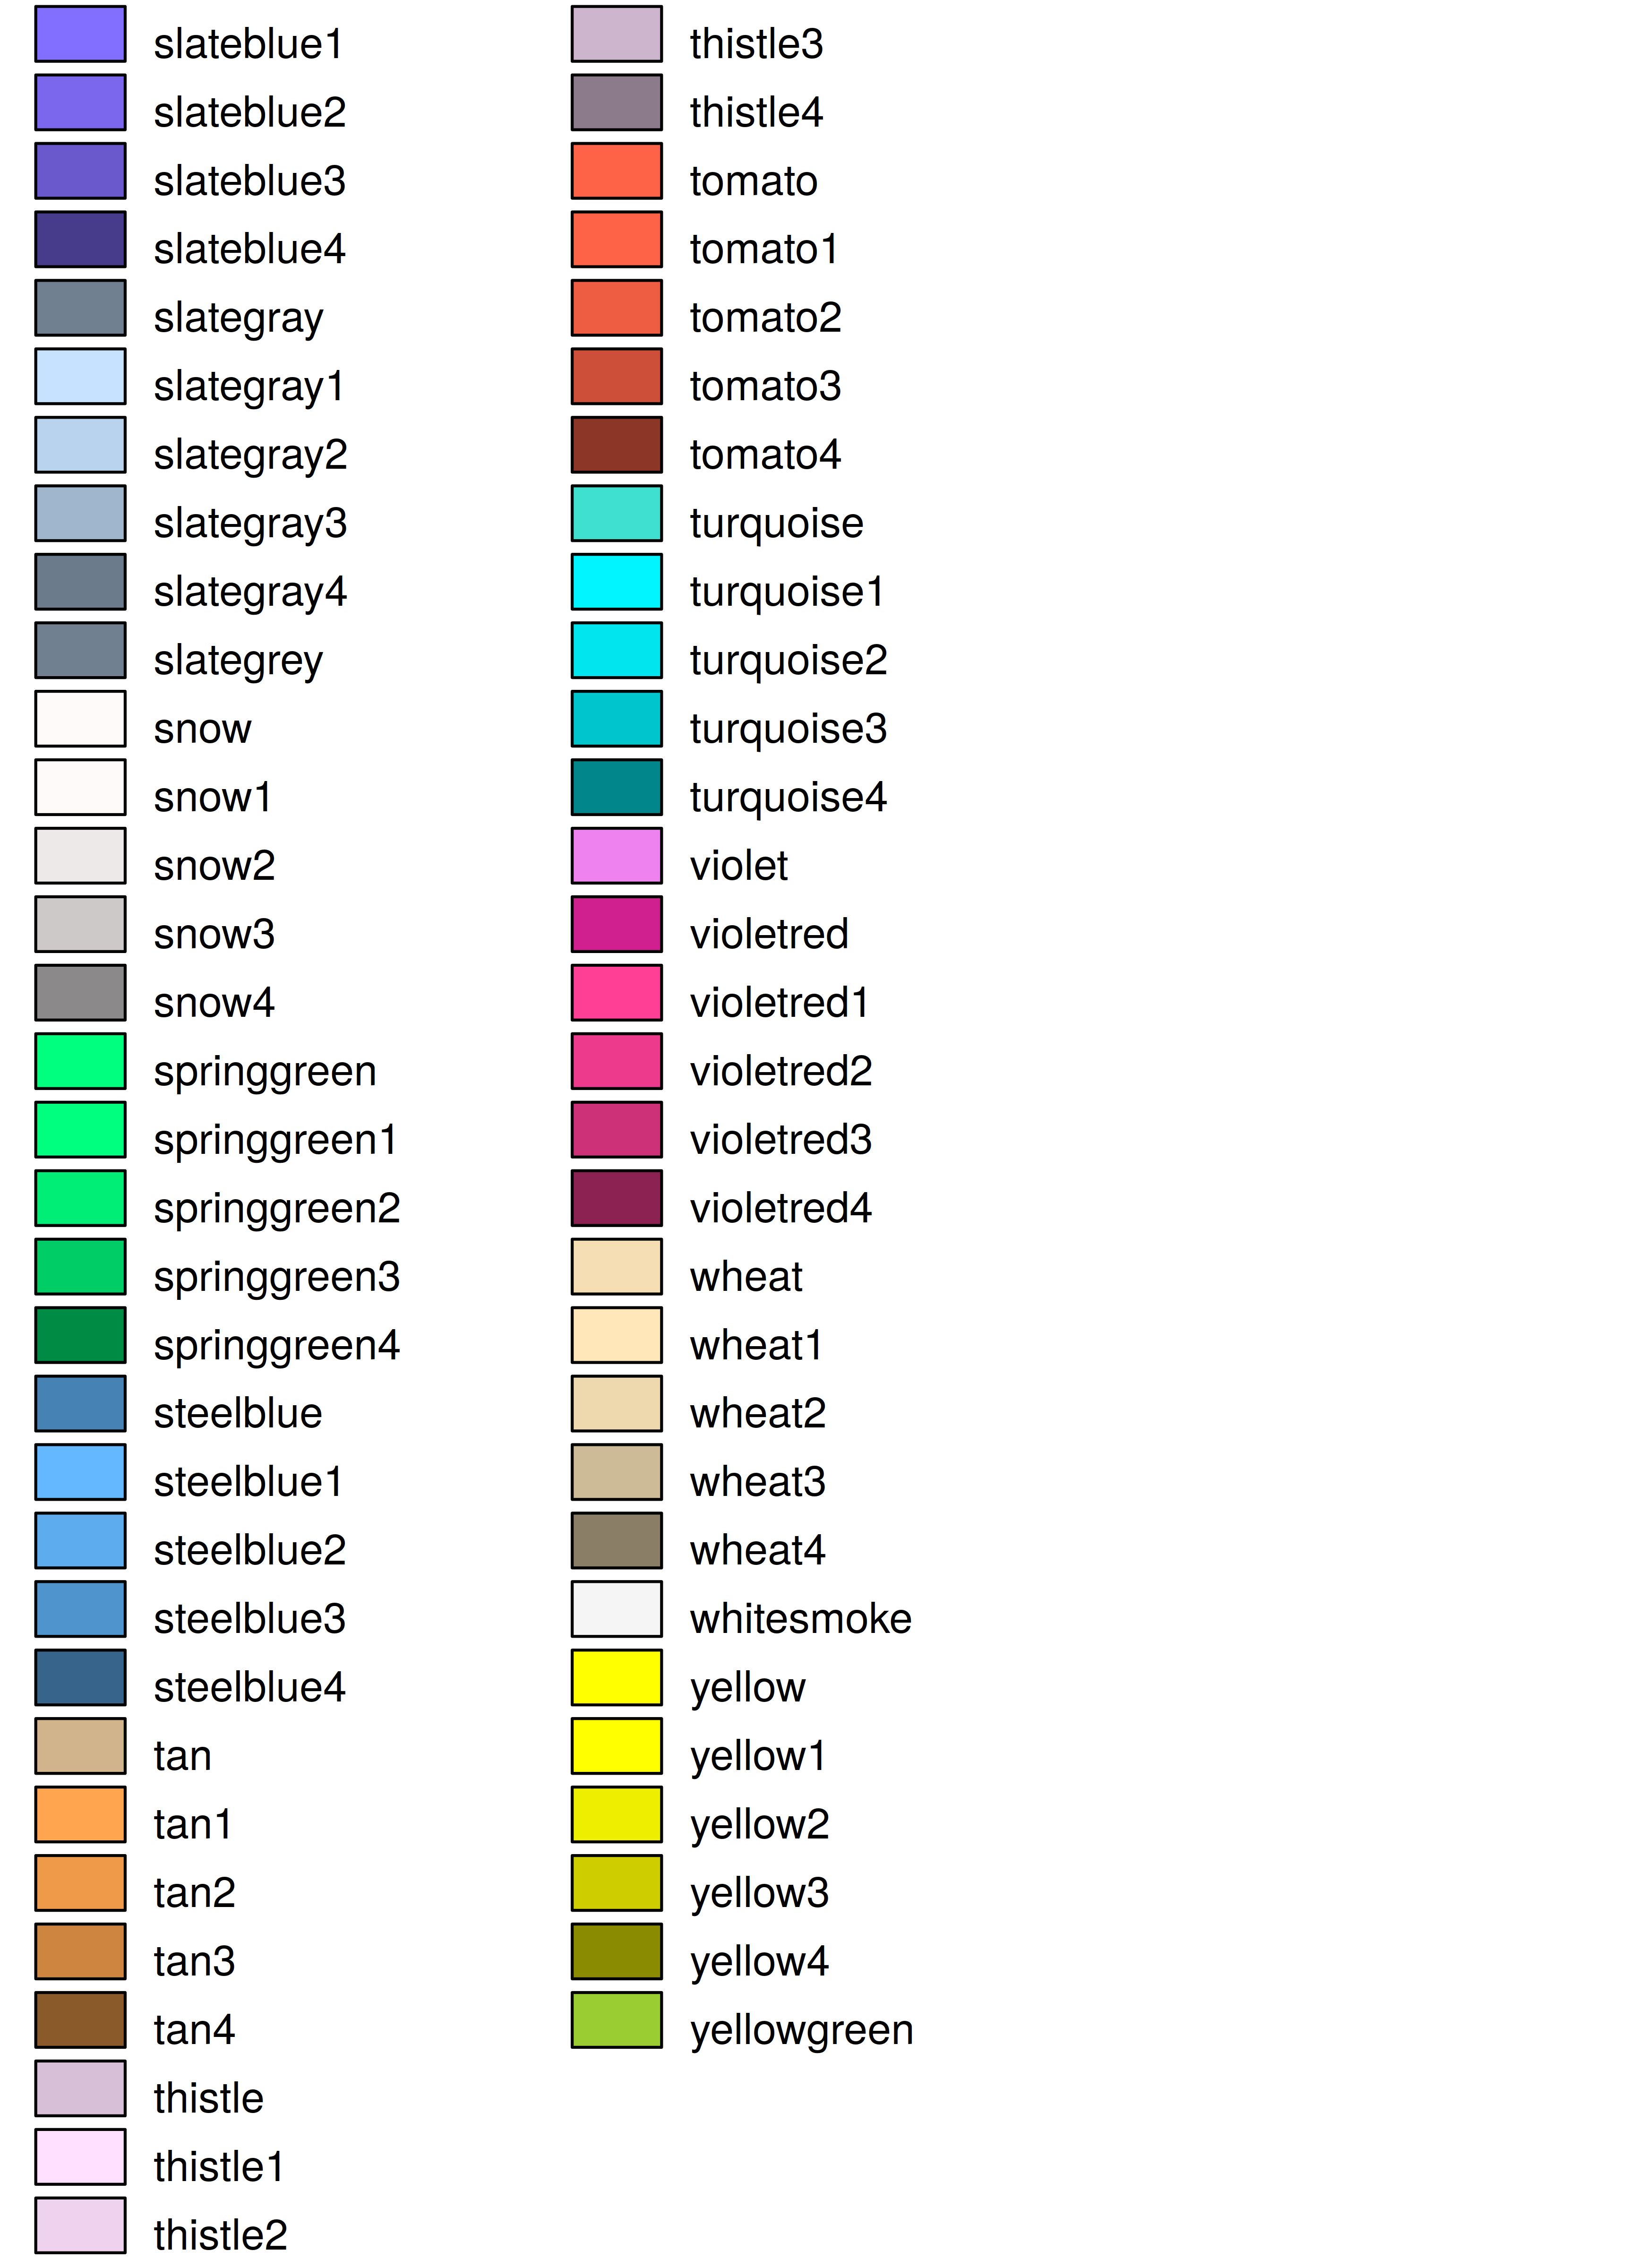 slateblue1
slateblue2
slateblue3
slateblue4
slategray
slategray1
slategray2
slategray3
slategray4
slategrey
snow
snow1
snow2
snow3
snow4
springgreen
springgreen1
springgreen2
springgreen3
springgreen4
steelblue
steelblue1
steelblue2
steelblue3
steelblue4
tan
tan1
tan2
tan3
tan4
thistle
thistle1
thistle2
thistle3
thistle4
tomato
tomato1
tomato2
tomato3
tomato4
turquoise
turquoise1
turquoise2
turquoise3
turquoise4
violet
violetred
violetred1
violetred2
violetred3
violetred4
wheat
wheat1
wheat2
wheat3
wheat4
whitesmoke
yellow
yellow1
yellow2
yellow3
yellow4
yellowgreen